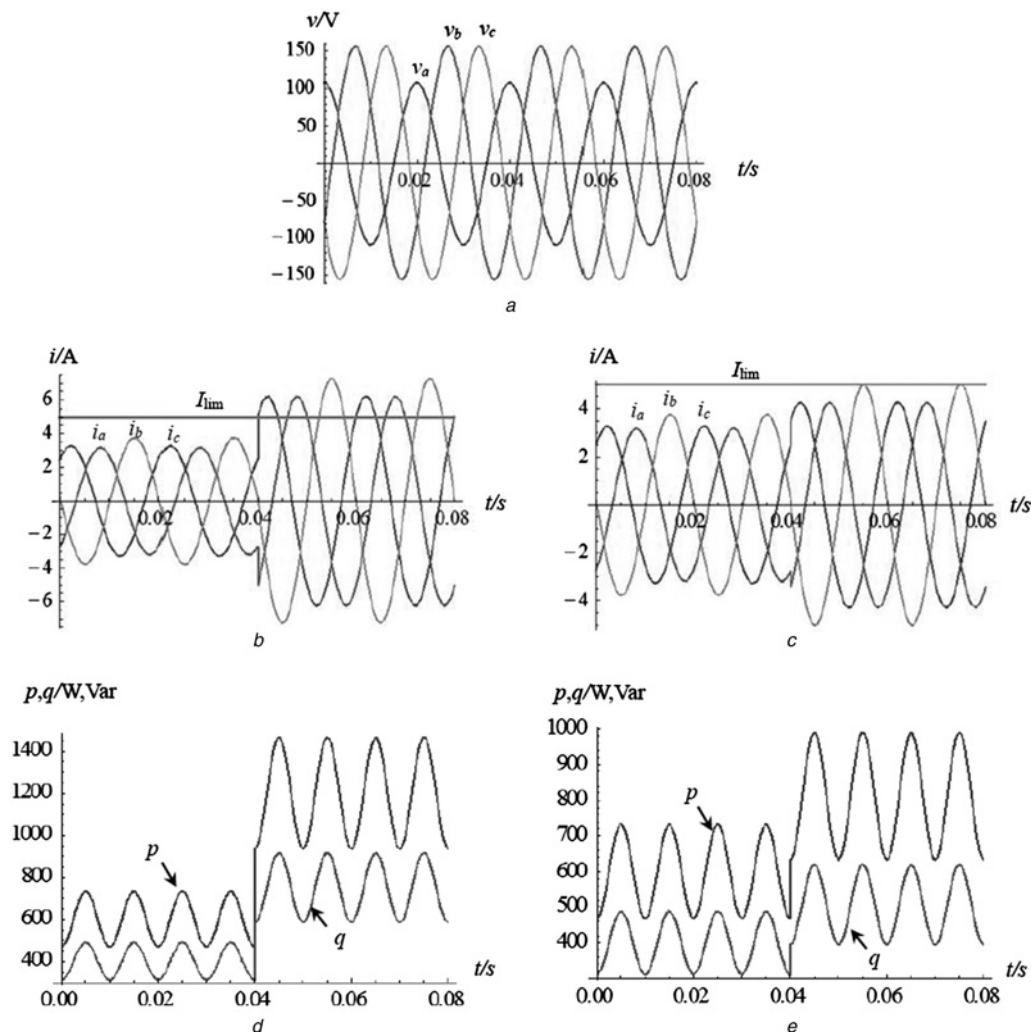 v/V
v_b v_c
v_a
150
100
50
−50
−100
−150
0.02 0.04 0.06 0.08
t/s
a
i/A
I_lim
i_a i_b i_c
6
4
2
−2
−4
−6
0.02 0.04 0.06 0.08
t/s
b
i/A
I_lim
i_a i_b i_c
4
2
−2
−4
0.02 0.04 0.06 0.08
t/s
c
p,q/W,Var
1400
1200
1000
800
600
400
p
q
t/s
0.00 0.02 0.04 0.06 0.08
d
p,q/W,Var
1000
900
800
700
600
500
400
p
q
t/s
0.00 0.02 0.04 0.06 0.08
e